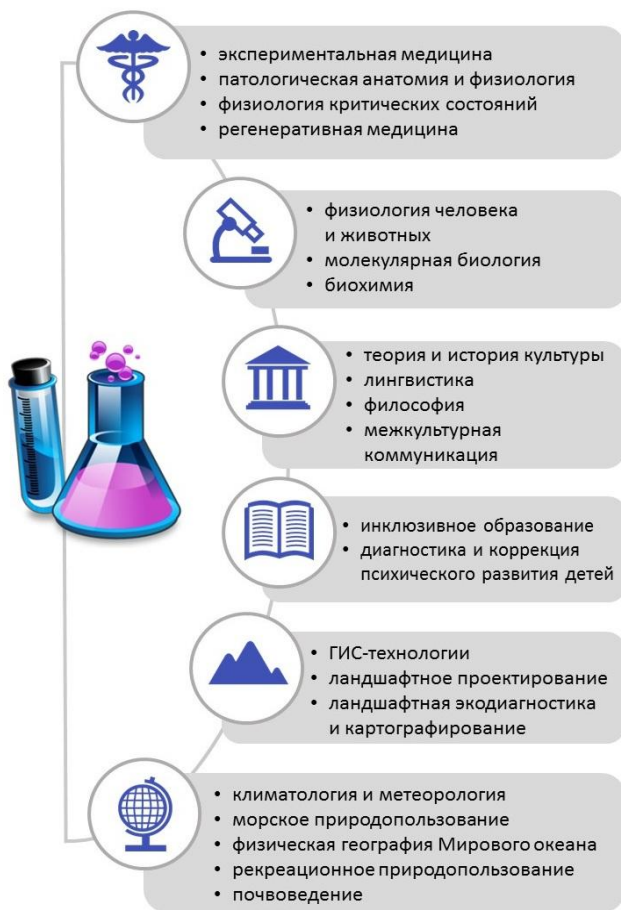 • экспериментальная медицина
• патологическая анатомия и физиология
• физиология критических состояний
• регенеративная медицина
• физиология человека
и животных
• молекулярная биология
• биохимия
• теория и история культуры
• лингвистика
• философия
• межкультурная
коммуникация
• инклюзивное образование
• диагностика и коррекция
психического развития детей
• ГИС-технологии
• ландшафтное проектирование
• ландшафтная экодиагностика
и картографирование
• климатология и метеорология
• морское природопользование
• физическая география Мирового океана
• рекреационное природопользование
• почвоведение